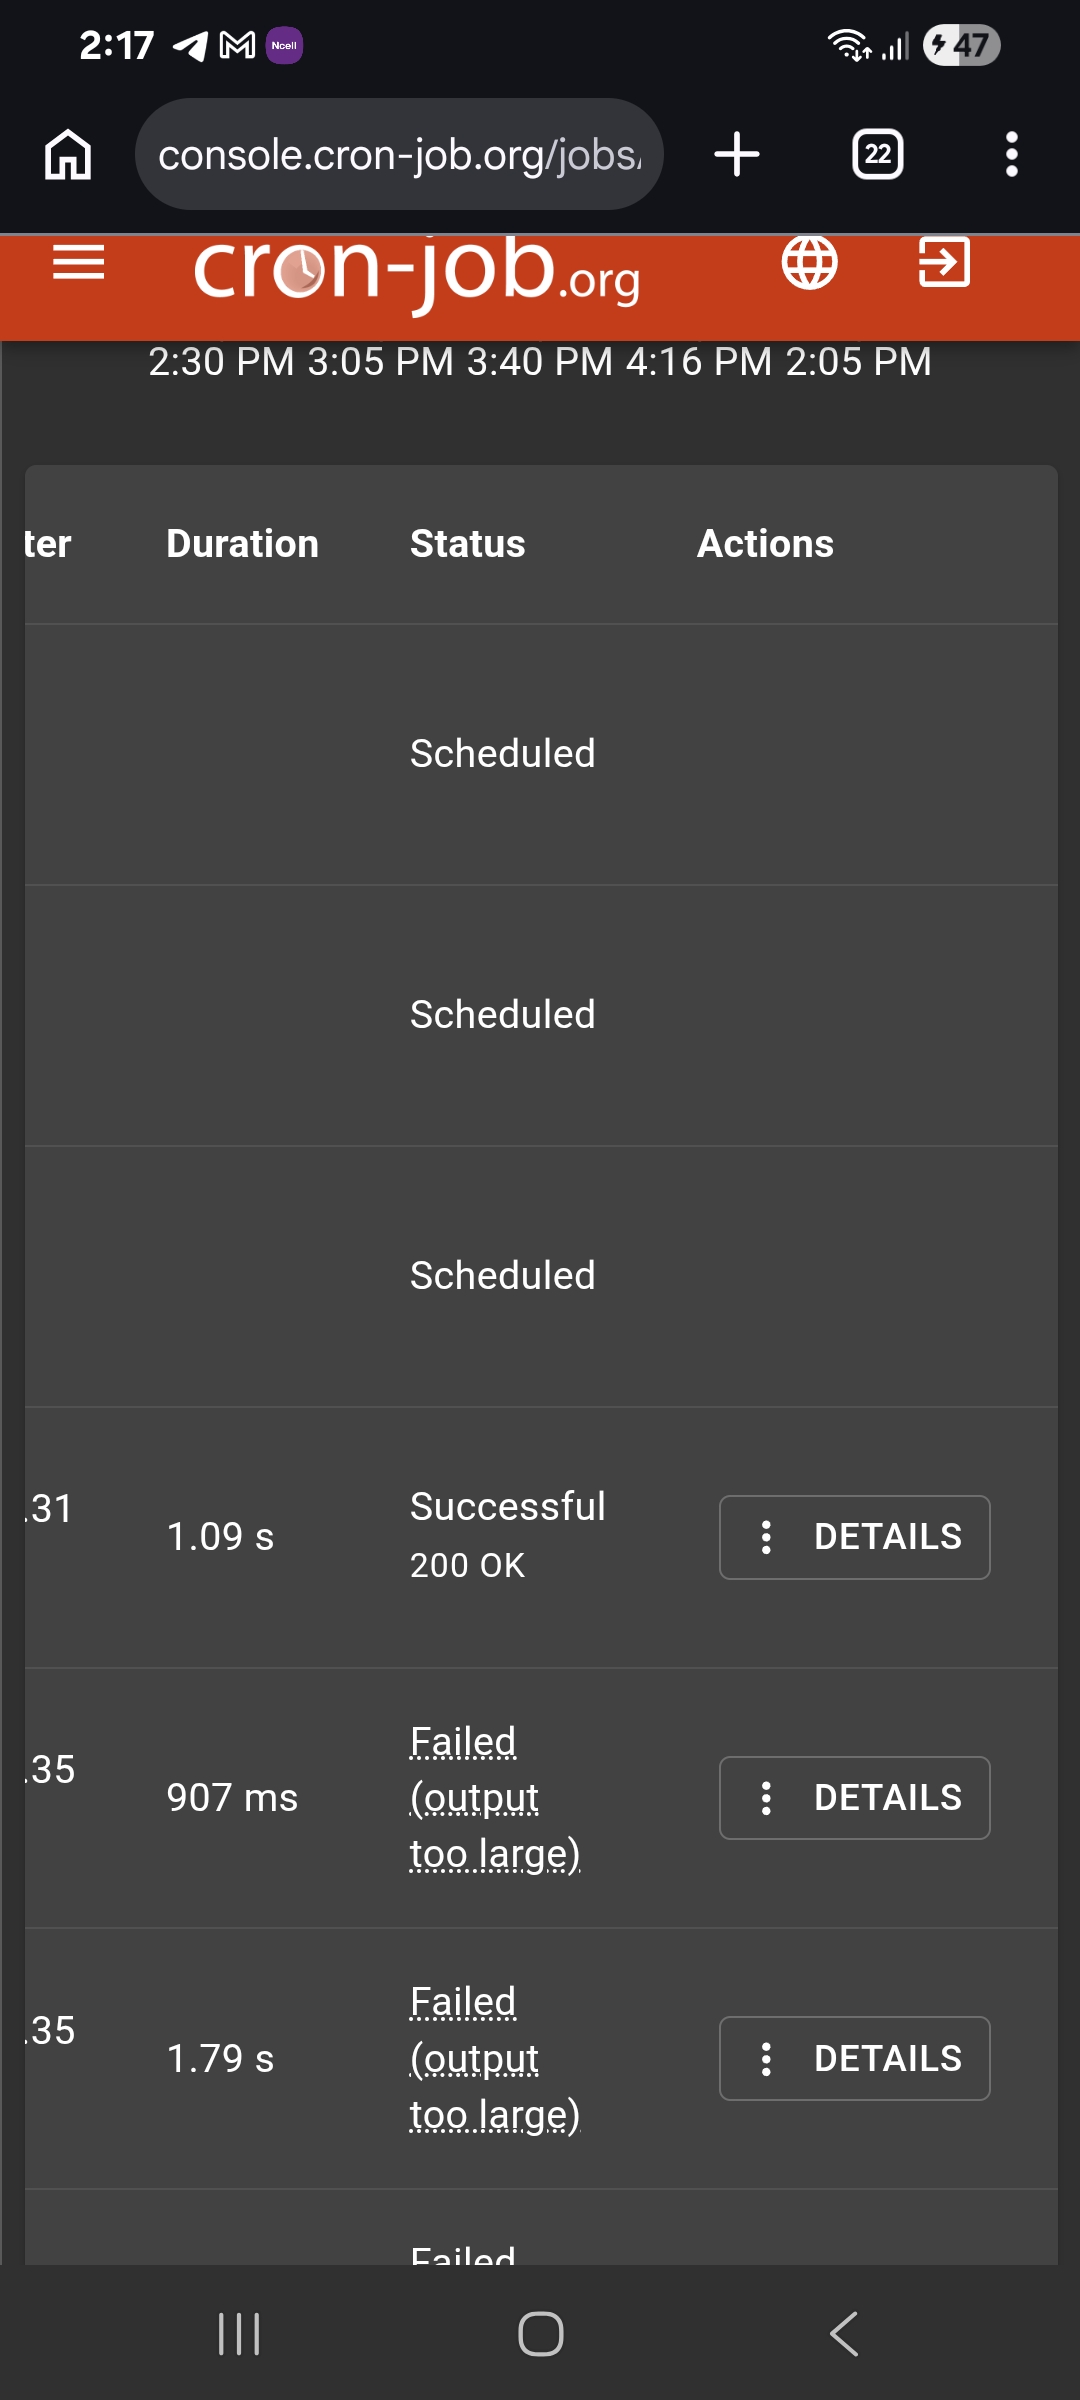 2:17 Ncell 47
console.cron-job.org/jobs/
22
cron-job.org
2:30 PM 3:05 PM 3:40 PM 4:16 PM 2:05 PM
ter Duration Status Actions
Scheduled
Scheduled
Scheduled
.31 1.09 s Successful
200 OK
DETAILS
.35 907 ms Failed
(output
too large)
DETAILS
.35 1.79 s Failed
(output
too large)
DETAILS
Failed